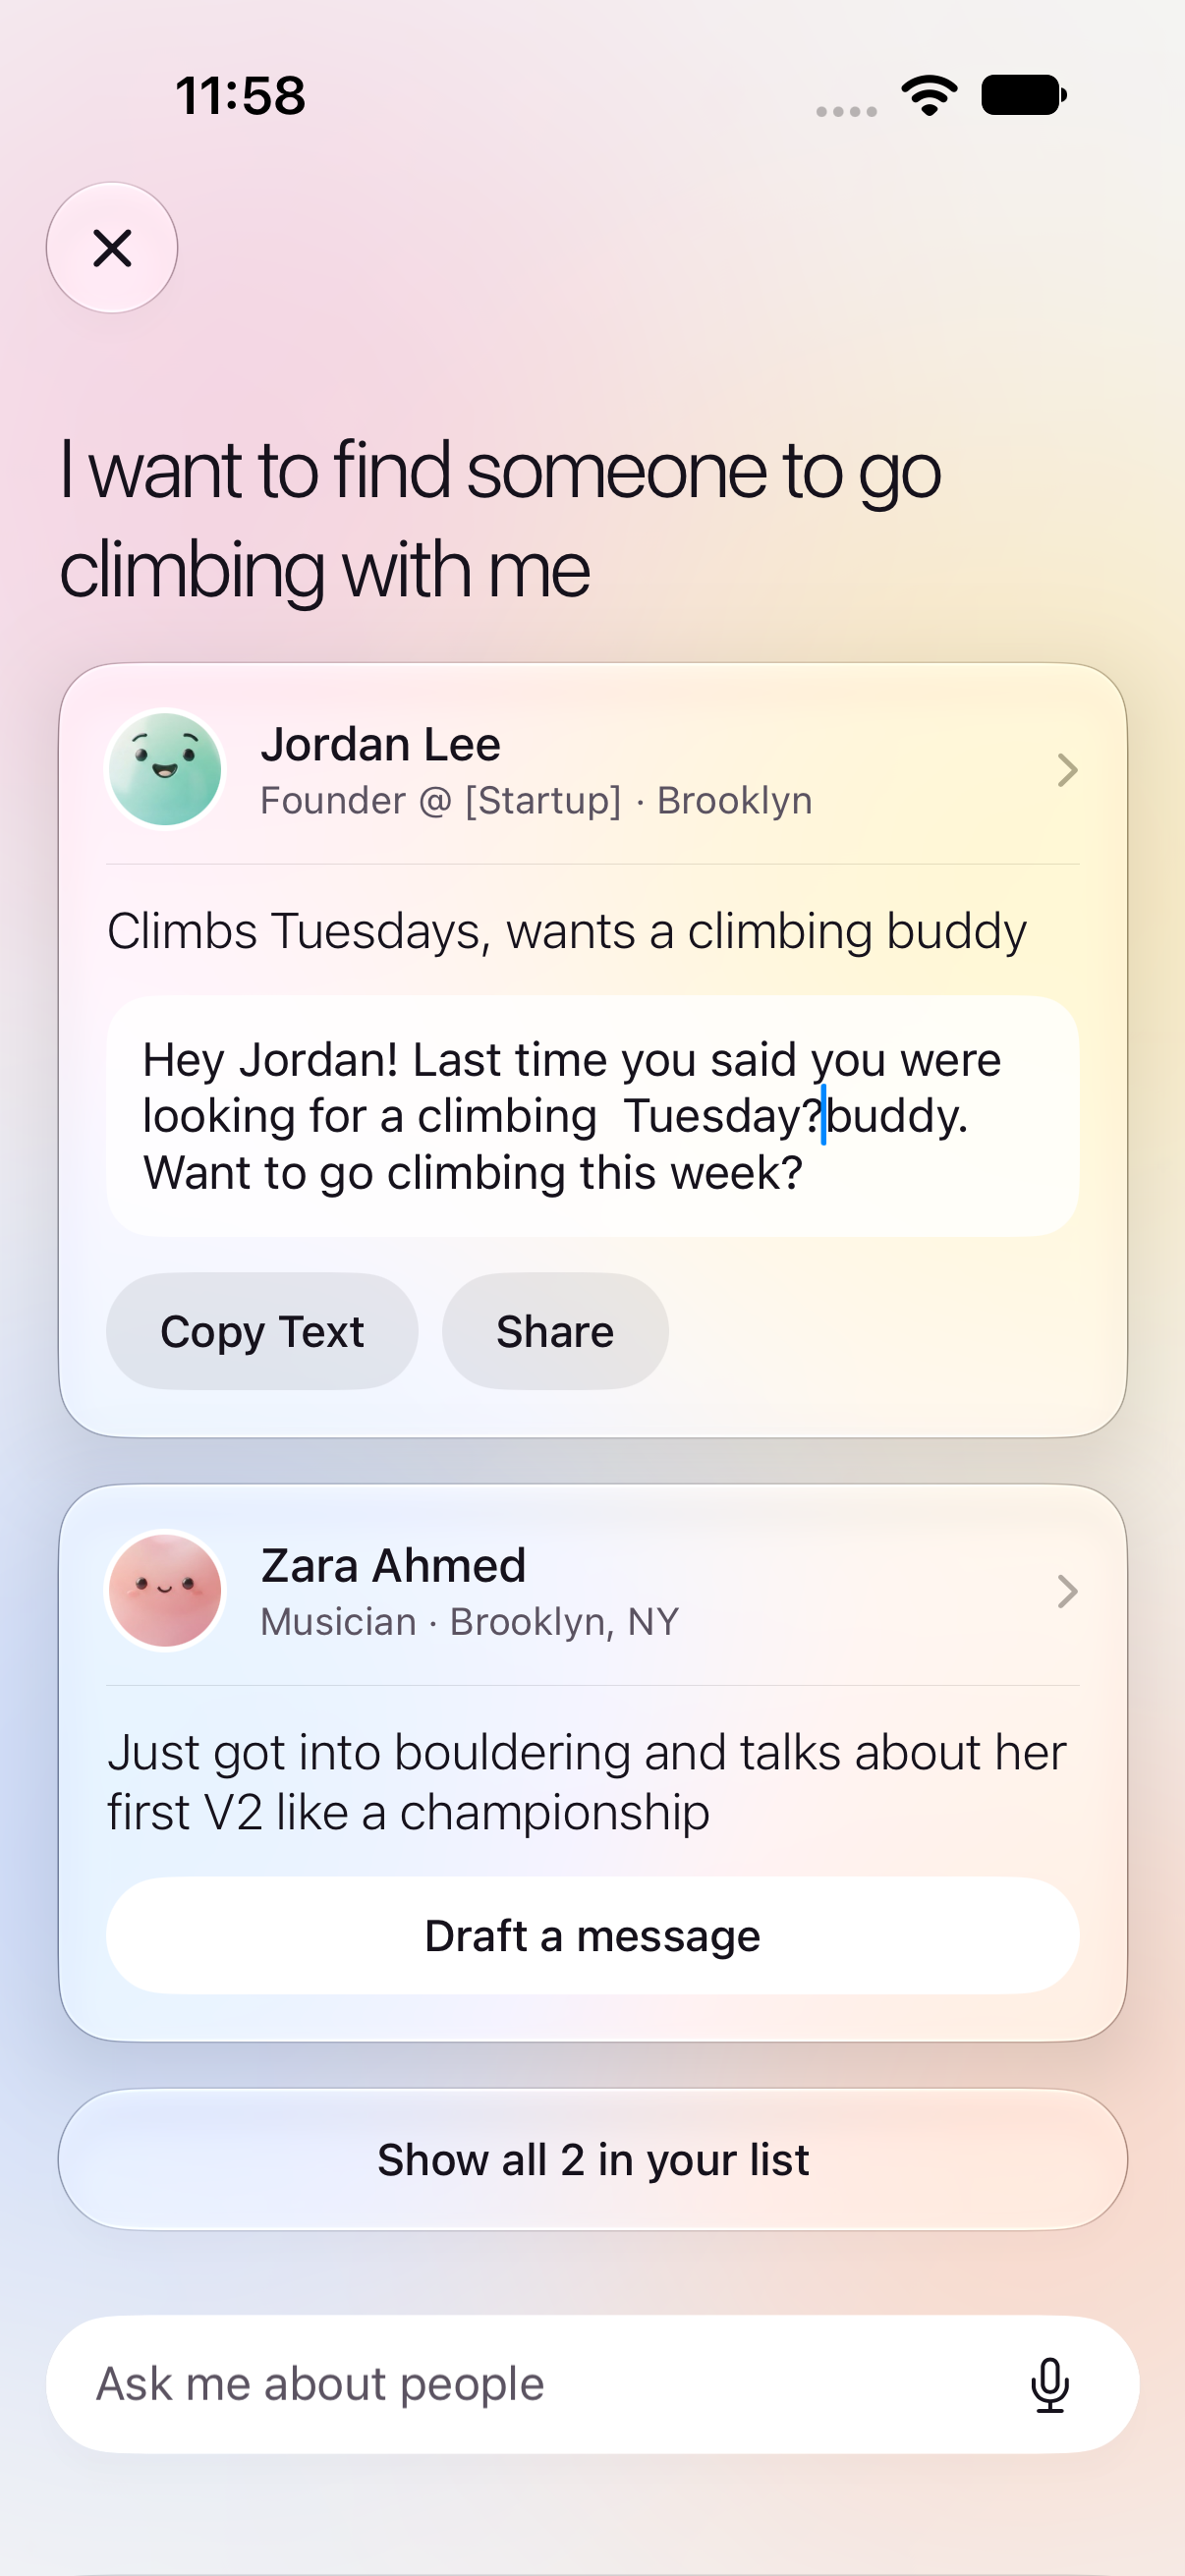 11:58
I want to find someone to go
climbing with me
Jordan Lee
Founder @ [Startup] · Brooklyn
Climbs Tuesdays, wants a climbing buddy
Hey Jordan! Last time you said you were
looking for a climbing  Tuesday?buddy.
Want to go climbing this week?
Copy Text
Share
Zara Ahmed
Musician · Brooklyn, NY
Just got into bouldering and talks about her
first V2 like a championship
Draft a message
Show all 2 in your list
Ask me about people